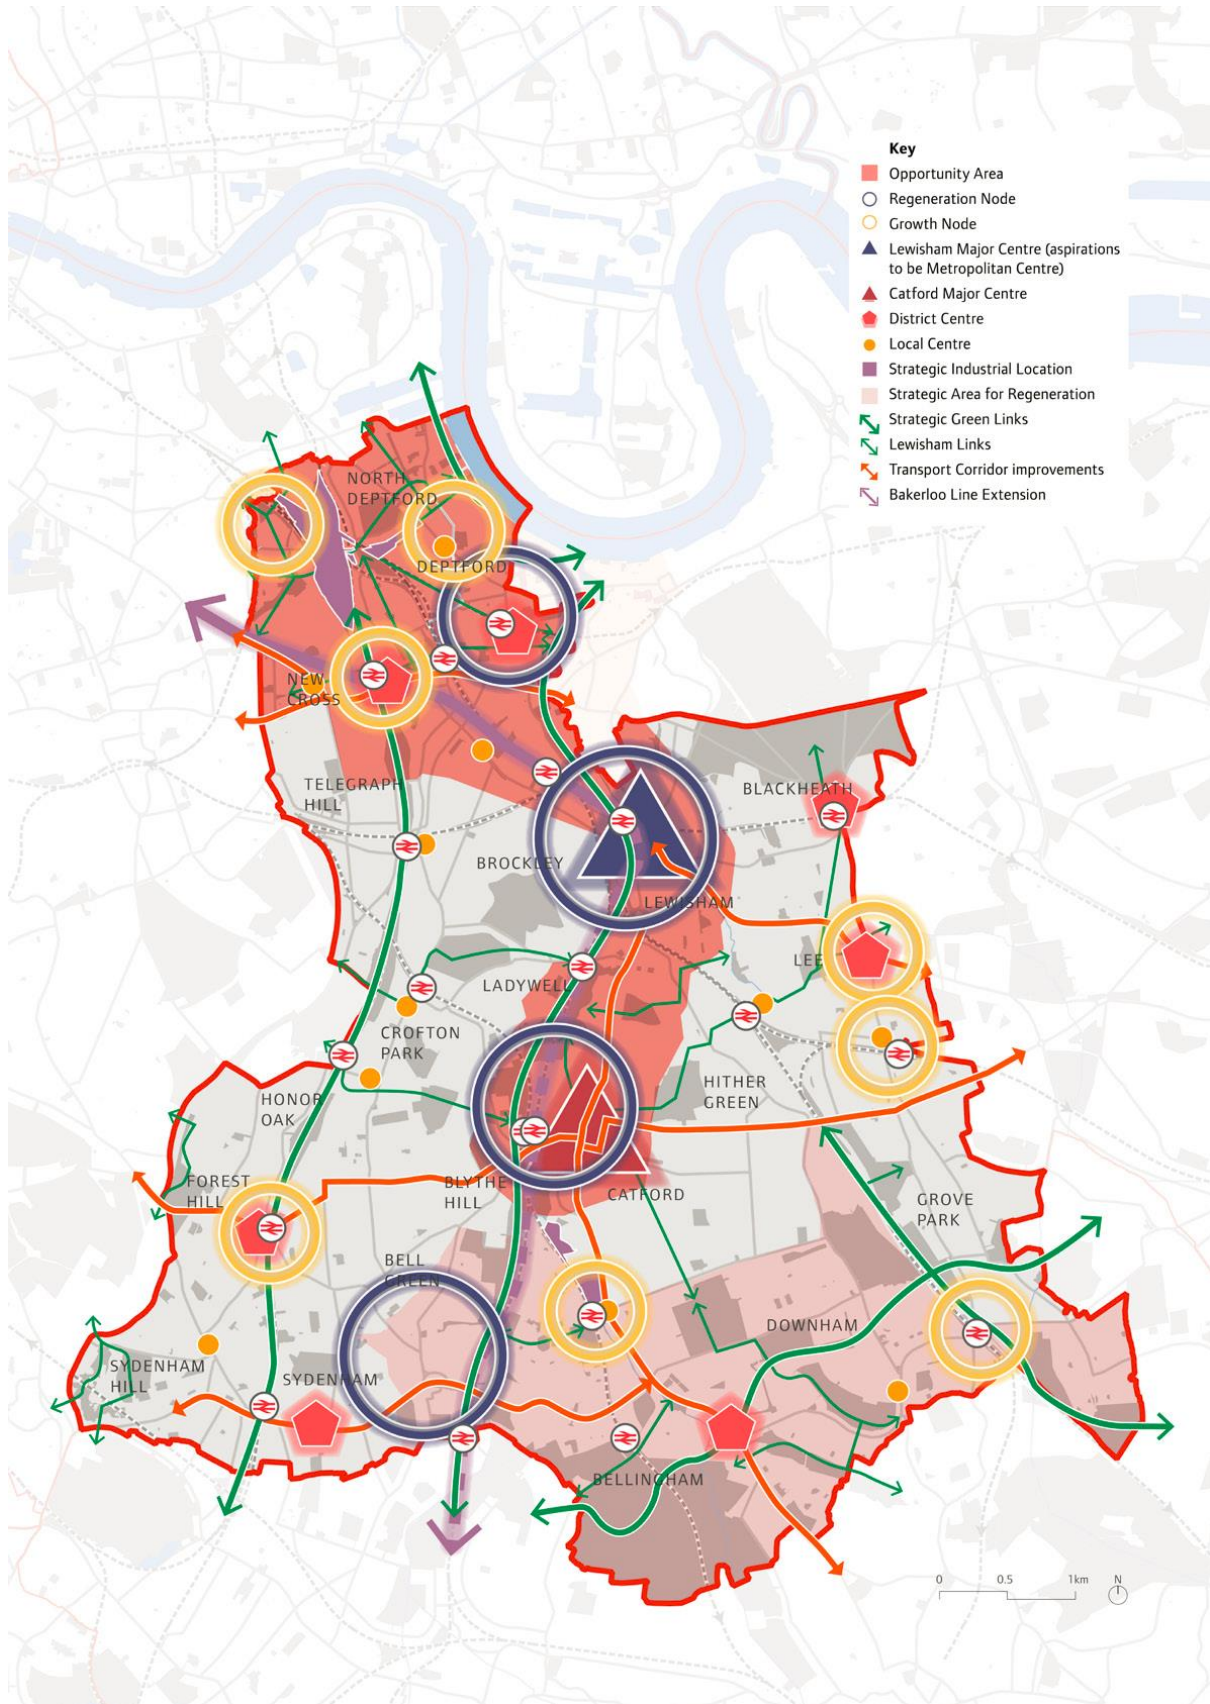 Key
Opportunity Area
Regeneration Node
Growth Node
Lewisham Major Centre (aspirations
to be Metropolitan Centre)
Catford Major Centre
District Centre
Local Centre
Strategic Industrial Location
Strategic Area for Regeneration
Strategic Green Links
Lewisham Links
Transport Corridor improvements
Bakerloo Line Extension
NORTH
DEPTFORD
DEPTFORD
NEW
CROSS
TELEGRAPH
HILL
BLACKHEATH
BROCKLEY
LEWISHAM
LEE
LADYWELL
CROFTON
PARK
HITHER
GREEN
HONOR
OAK
FOREST
HILL
BLYTHE
HILL
CATFORD
GROVE
PARK
BELL
GREEN
DOWNHAM
SYDENHAM
HILL
SYDENHAM
BELLINGHAM
0 0.5 1km N